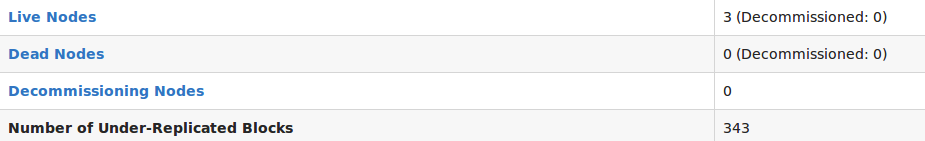 Live Nodes 3 (Decommissioned: 0)
Dead Nodes 0 (Decommissioned: 0)
Decommissioning Nodes 0
Number of Under-Replicated Blocks 343